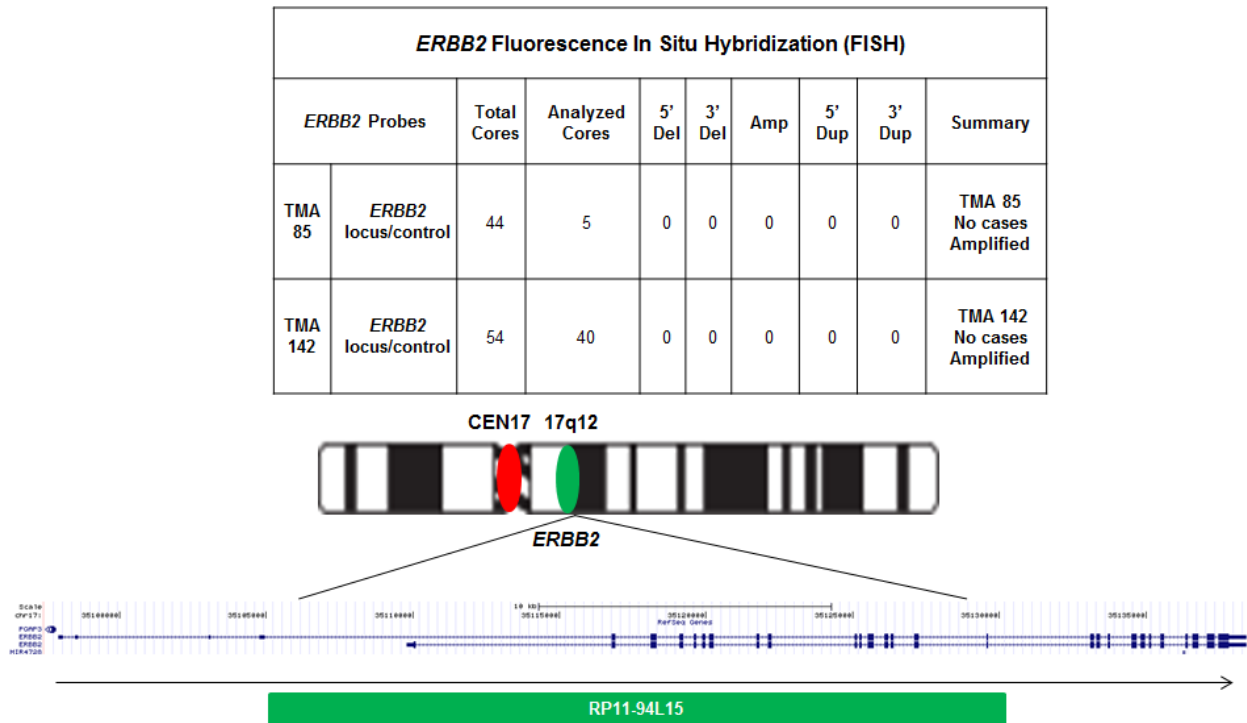 ERBB2 Fluorescence In Situ Hybridization (FISH)
ERBB2 Probes
Total
Cores
Analyzed
Cores
5’
Del
3’
Del
Amp
5’
Dup
3’
Dup
Summary
TMA
85
ERBB2
locus/control
44
5
0
0
0
0
0
TMA 85
No cases
Amplified
TMA
142
ERBB2
locus/control
54
40
0
0
0
0
0
TMA 142
No cases
Amplified
CEN17 17q12
ERBB2
Scale
10 kb
chr17:
35100000
35105000
35110000
35115000
35120000
35125000
35130000
35135000
RefSeq Genes
PGAP3
ERBB2
ERBB2
MIR4728
RP11-94L15